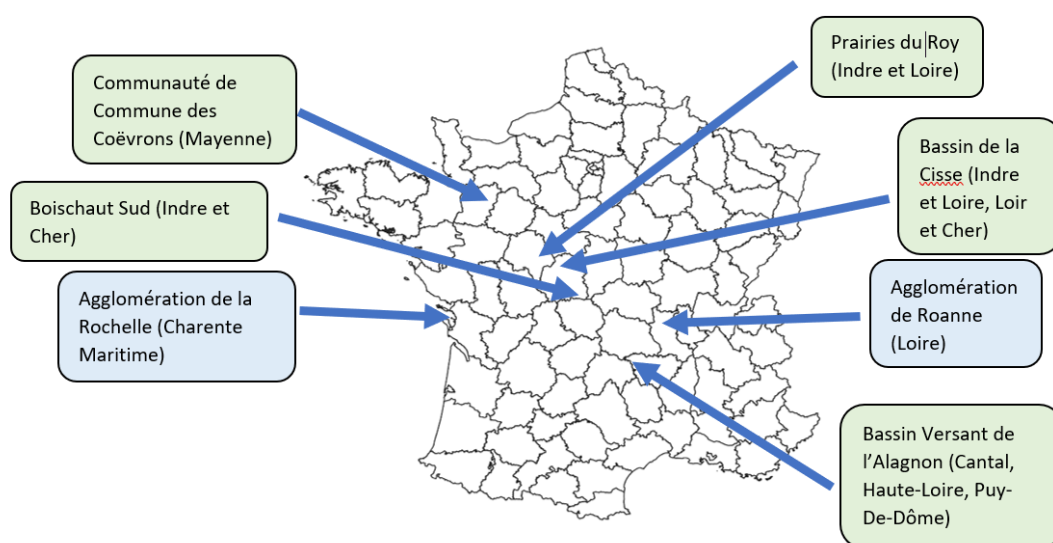 Communauté de
Commune des
Coëvrons (Mayenne)
Boischaut Sud (Indre et
Cher)
Agglomération de la
Rochelle (Charente
Maritime)
Prairies du Roy
(Indre et Loire)
Bassin de la
Cisse (Indre
et Loire, Loir
et Cher)
Agglomération
de Roanne
(Loire)
Bassin Versant de
l’Alagnon (Cantal,
Haute-Loire, Puy-
De-Dôme)